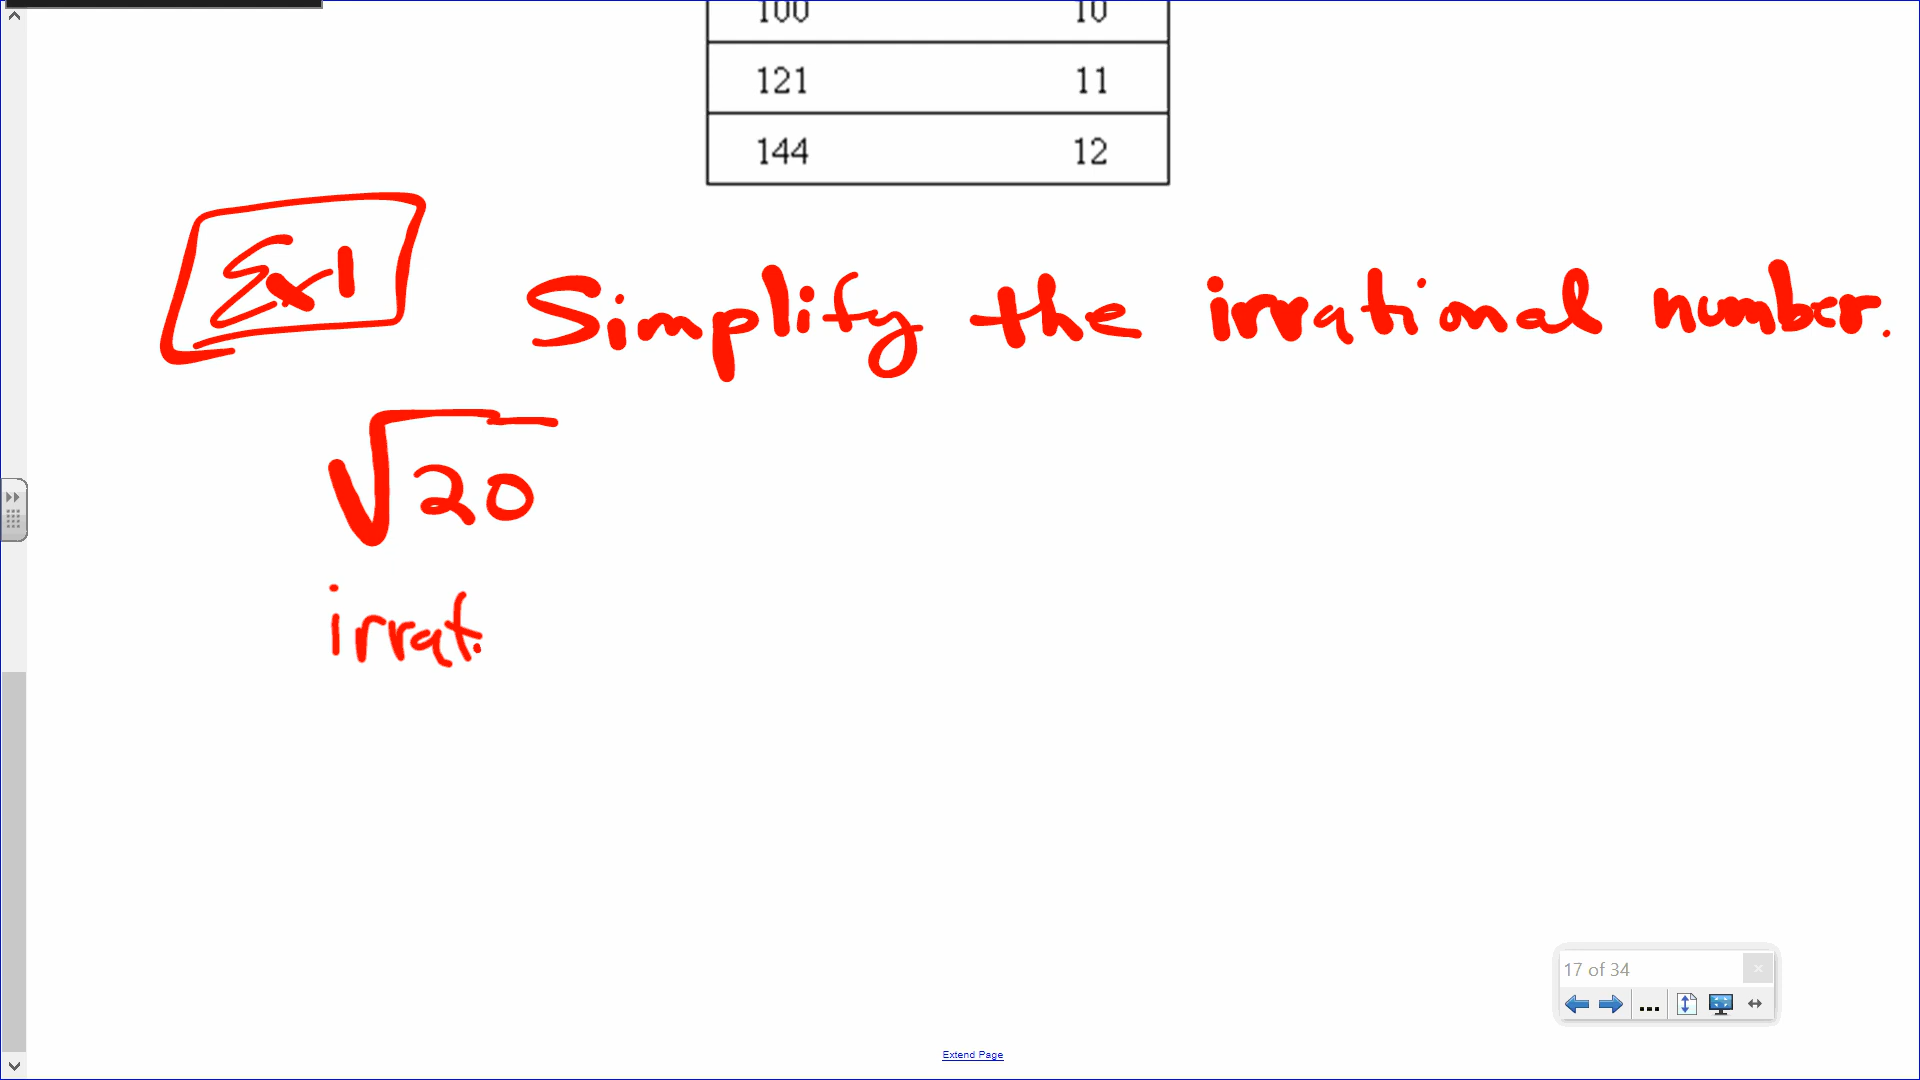 100 10
121 11
144 12
Ex 1
Simplify the irrational number.
√20
irrat.
17 of 34
...
Extend Page